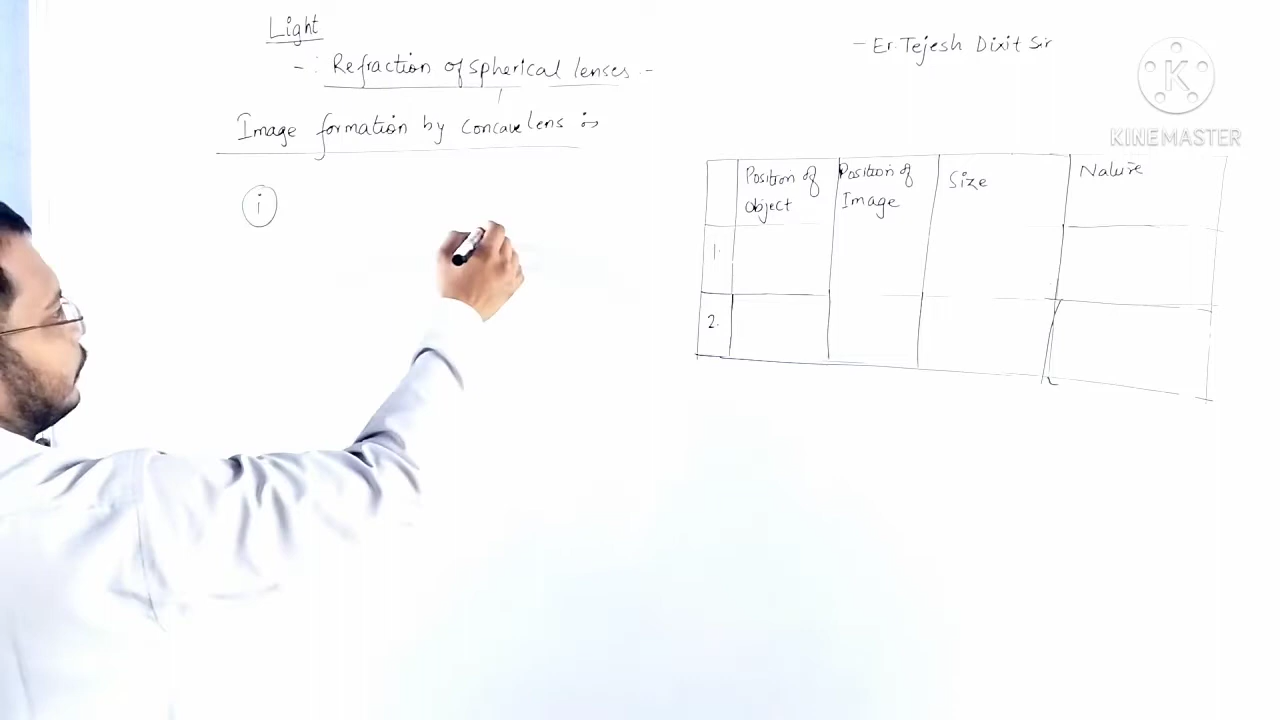 Light
- Er. Tejesh Dixit Sir
- : Refraction of spherical lenses -
Image formation by concave lens
i
KINEMASTER
Position of Object
Position of Image
Size
Nature
1.
2.